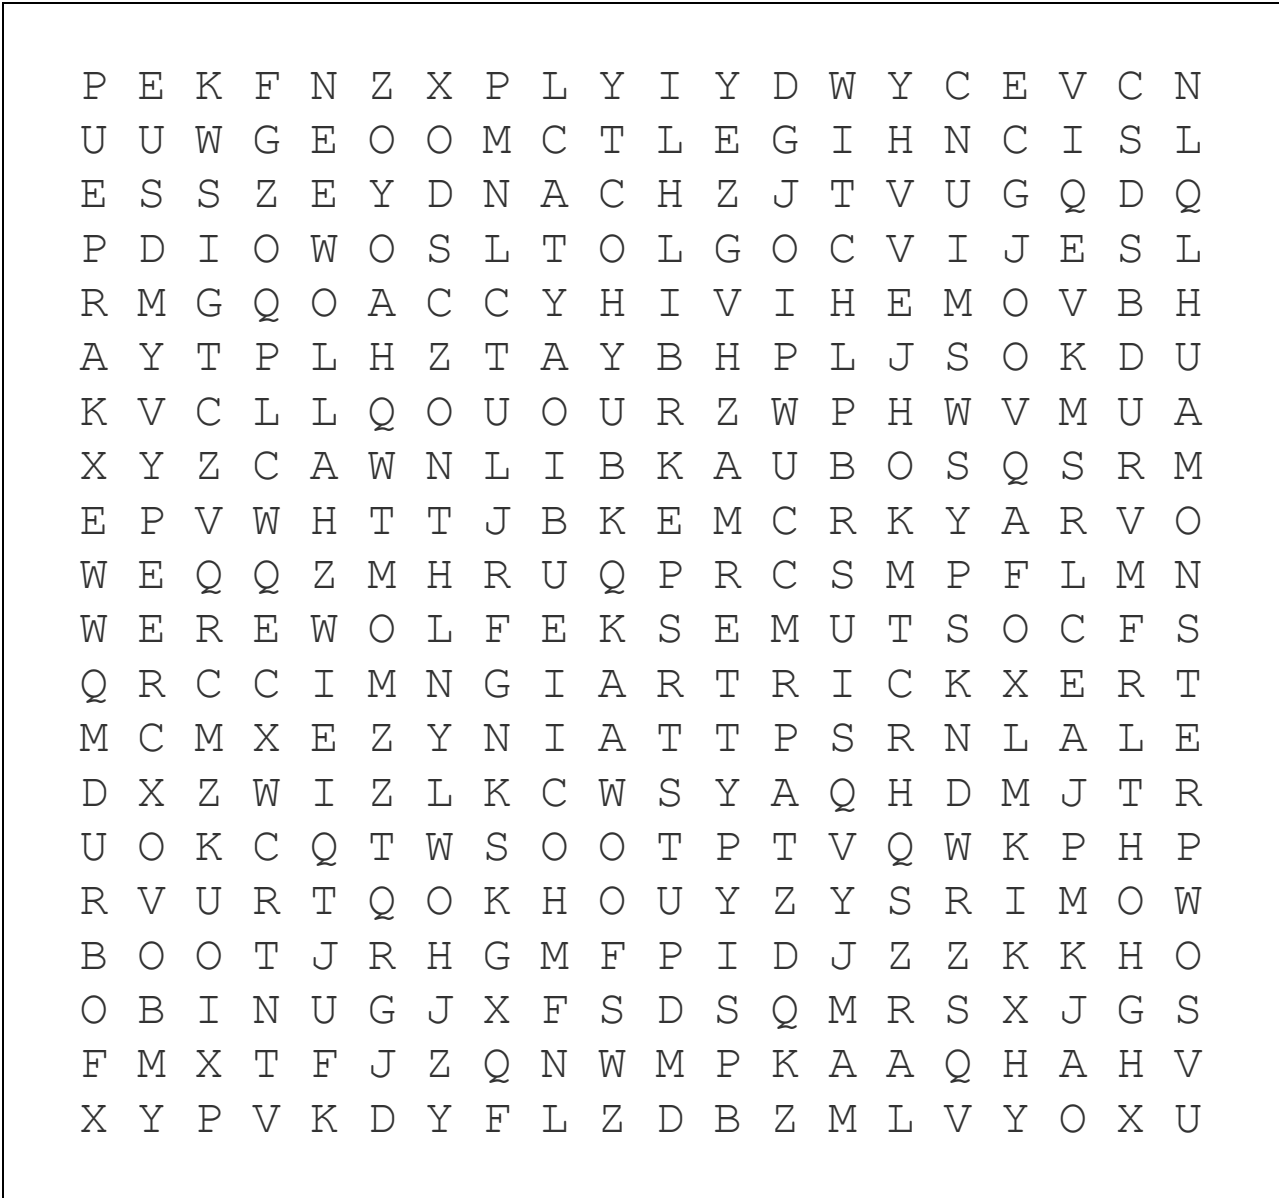 P E K F N Z X P L Y I Y D W Y C E V C N
U U W G E O O M C T L E G I H N C I S L
E S S Z E Y D N A C H Z J T V U G Q D Q
P D I O W O S L T O L G O C V I J E S L
R M G Q O A C C Y H I V I H E M O V B H
A Y T P L H Z T A Y B H P L J S O K D U
K V C L L Q O U O U R Z W P H W V M U A
X Y Z C A W N L I B K A U B O S Q S R M
E P V W H T T J B K E M C R K Y A R V O
W E Q Q Z M H R U Q P R C S M P F L M N
W E R E W O L F E K S E M U T S O C F S
Q R C C I M N G I A R T R I C K X E R T
M C M X E Z Y N I A T T P S R N L A L E
D X Z W I Z L K C W S Y A Q H D M J T R
U O K C Q T W S O O T P T V Q W K P H P
R V U R T Q O K H O U Y Z Y S R I M O W
B O O T J R H G M F P I D J Z Z K K H O
O B I N U G J X F S D S Q M R S X J G S
F M X T F J Z Q N W M P K A A Q H A H V
X Y P V K D Y F L Z D B Z M L V Y O X U